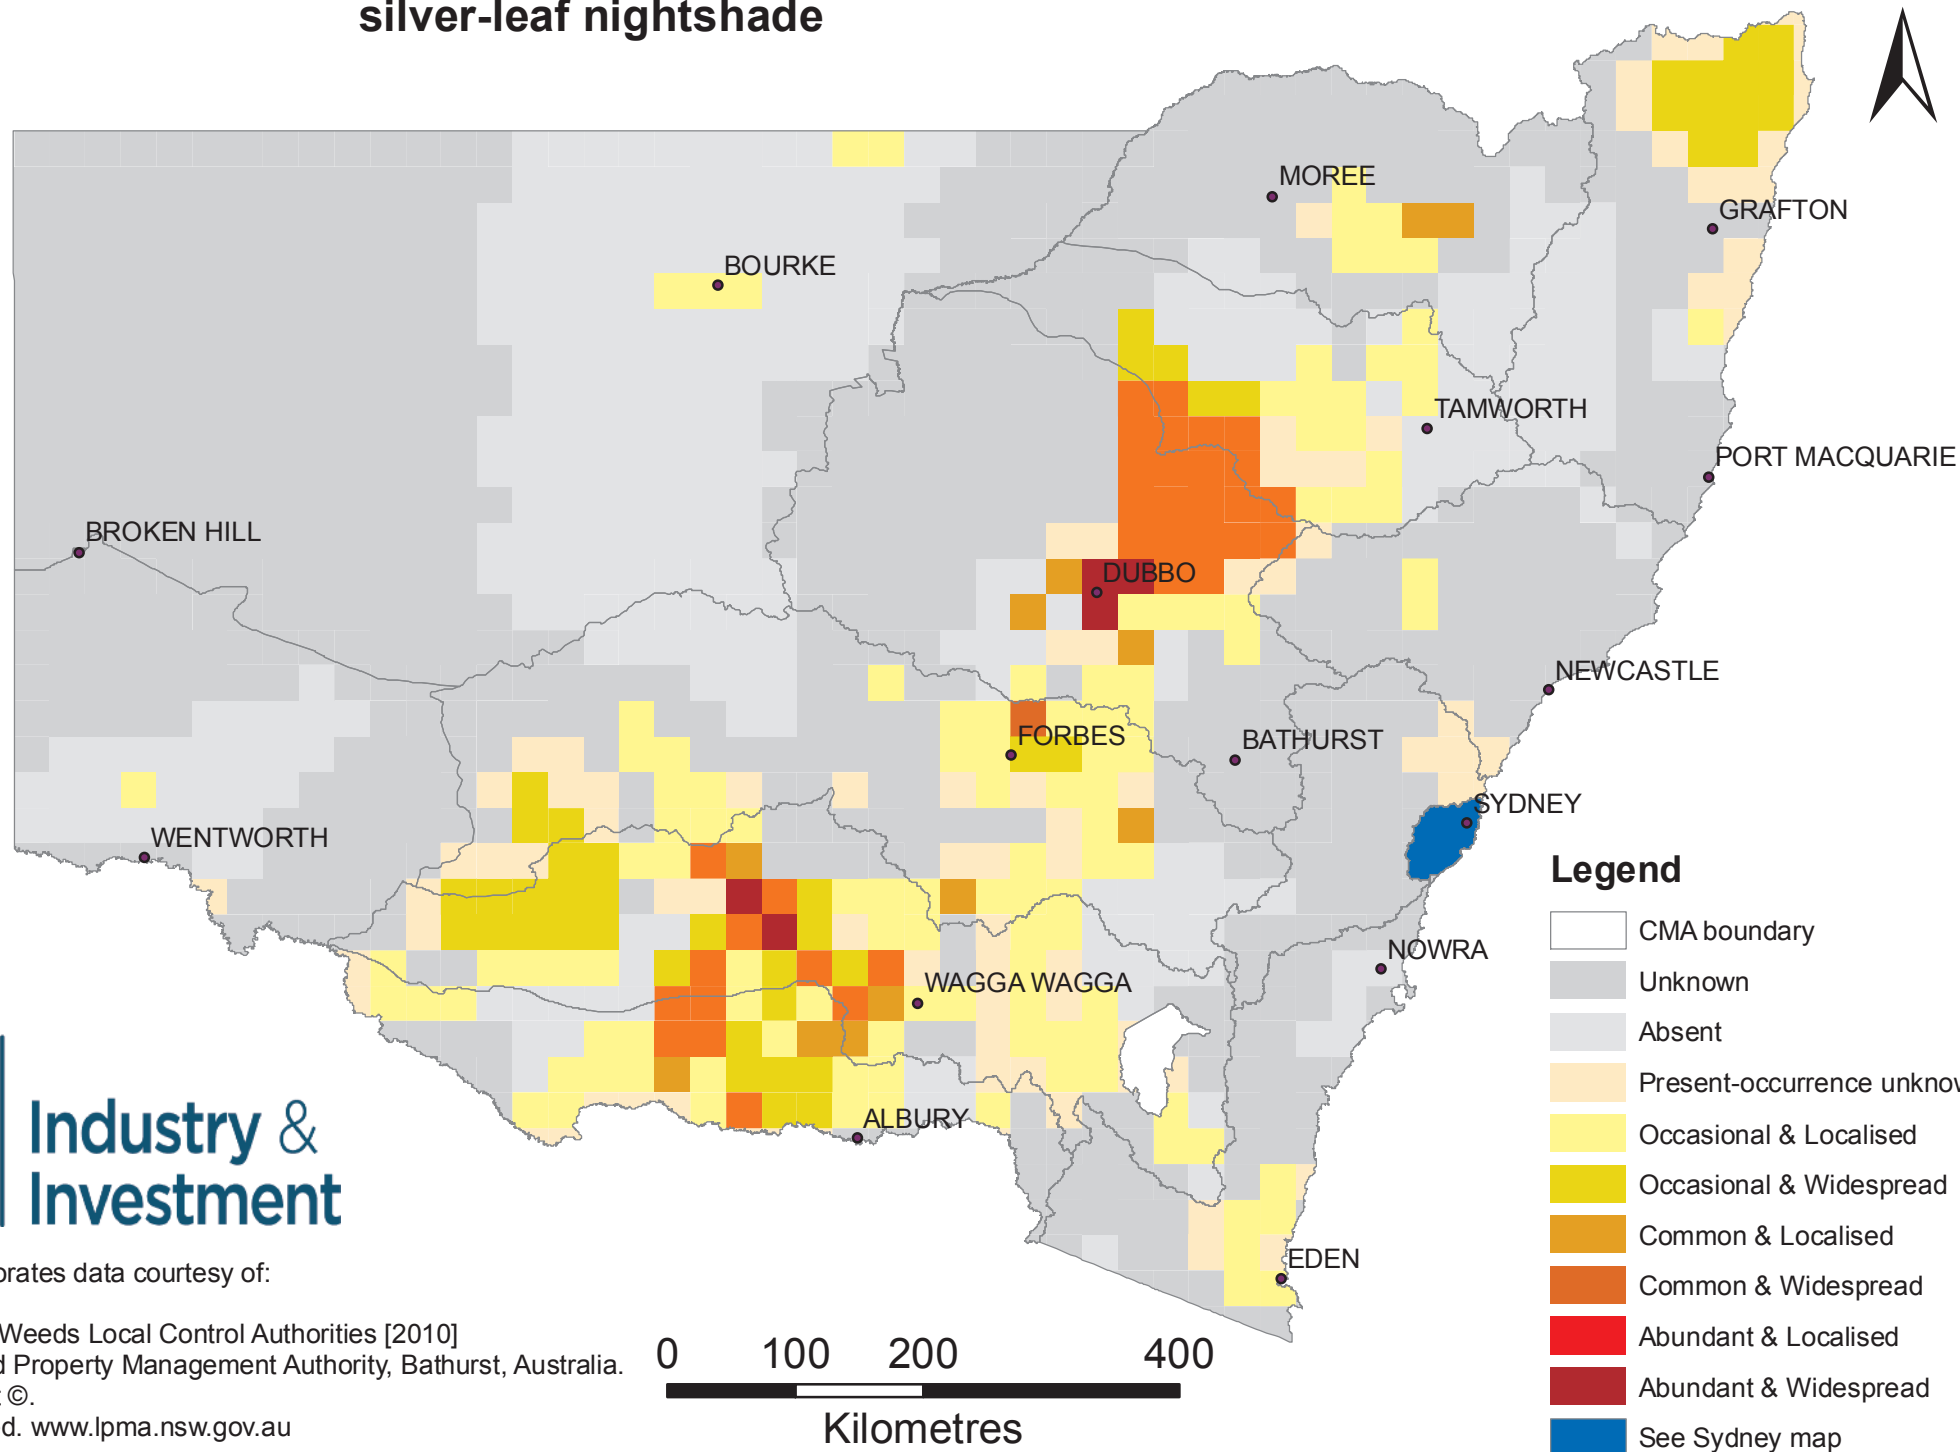 silver-leaf nightshade
MOREE
GRAFTON
BOURKE
TAMWORTH
PORT MACQUARIE
BROKEN HILL
DUBBO
NEWCASTLE
FORBES
BATHURST
SYDNEY
WENTWORTH
NOWRA
WAGGA WAGGA
ALBURY
EDEN
Legend
CMA boundary
Unknown
Absent
Present-occurrence
Occasional & Localised
Occasional & Widespread
Common & Localised
Common & Widespread
Abundant & Localised
Abundant & Widespread
See Sydney map
Industry &
Investment
data courtesy of:
Weeds Local Control Authorities [2010]
Property Management Authority, Bathurst, Australia.
©.
www.lpma.nsw.gov.au
0 100 200 400
Kilometres